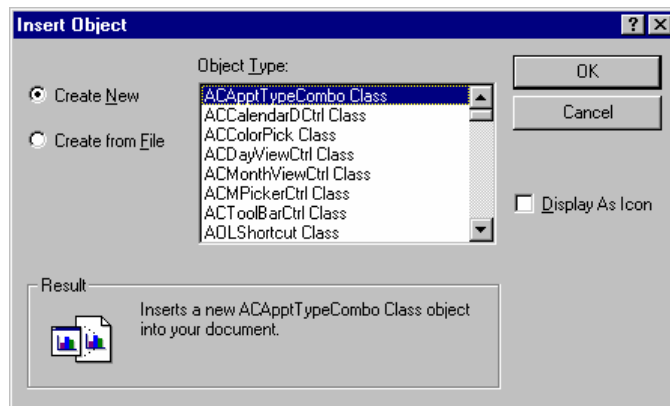 Insert Object
Object Type:
Create New
Create from File
ACApptTypeCombo Class
ACCalendarDCtrl Class
ACColorPick Class
ACDayViewCtrl Class
ACMonthViewCtrl Class
ACMPickerCtrl Class
ACToolBarCtrl Class
AOLShortcut Class
OK
Cancel
Display As Icon
Result
Inserts a new ACApptTypeCombo Class object
into your document.